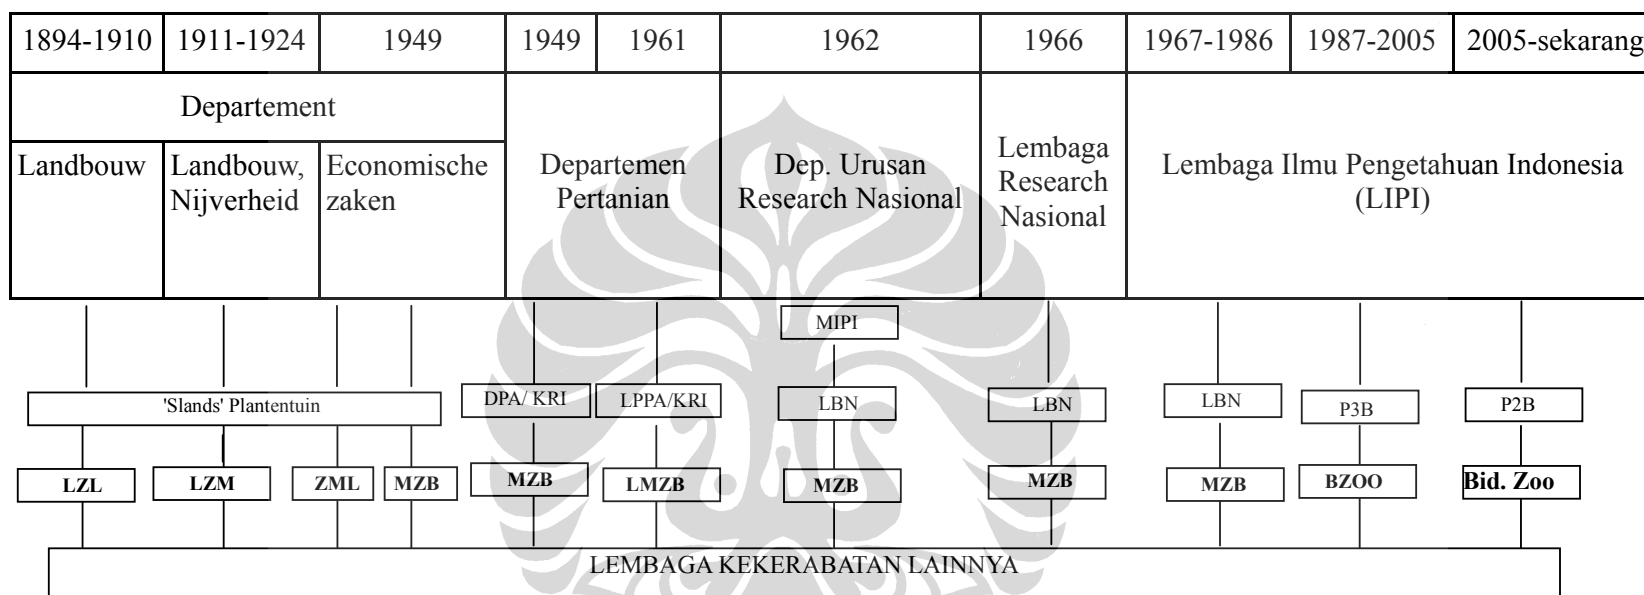 1894-1910 1911-1924 1949 1949 1961 1962 1966 1967-1986 1987-2005 2005-sekarang
Departement
Landbouw
Landbouw,
Nijverheid
Economische
zaken
Departemen
Pertanian
Dep. Urusan
Research Nasional
Lembaga
Research
Nasional
Lembaga Ilmu Pengetahuan Indonesia
(LIPI)
MIPI
'Slands' Plantentuin DPA/ KRI LPPA/KRI LBN LBN LBN P3B P2B
LZL LZM ZML MZB MZB LMZB MZB MZB MZB BZOO Bid. Zoo
LEMBAGA KEKERABATAN LAINNYA